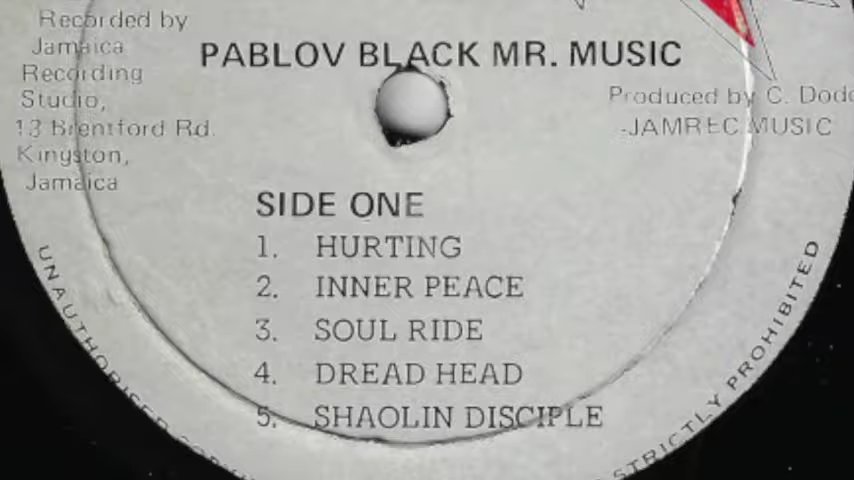 Recorded by
Jamaica
Recording
Studio,
13 Brentford Rd.
Kingston,
Jamaica
PABLOV BLACK MR. MUSIC
Produced by C. Dodd
-JAMREC MUSIC
SIDE ONE
1. HURTING
2. INNER PEACE
3. SOUL RIDE
4. DREAD HEAD
5. SHAOLIN DISCIPLE
UNAUTHORISED
STRICTLY PROHIBITED